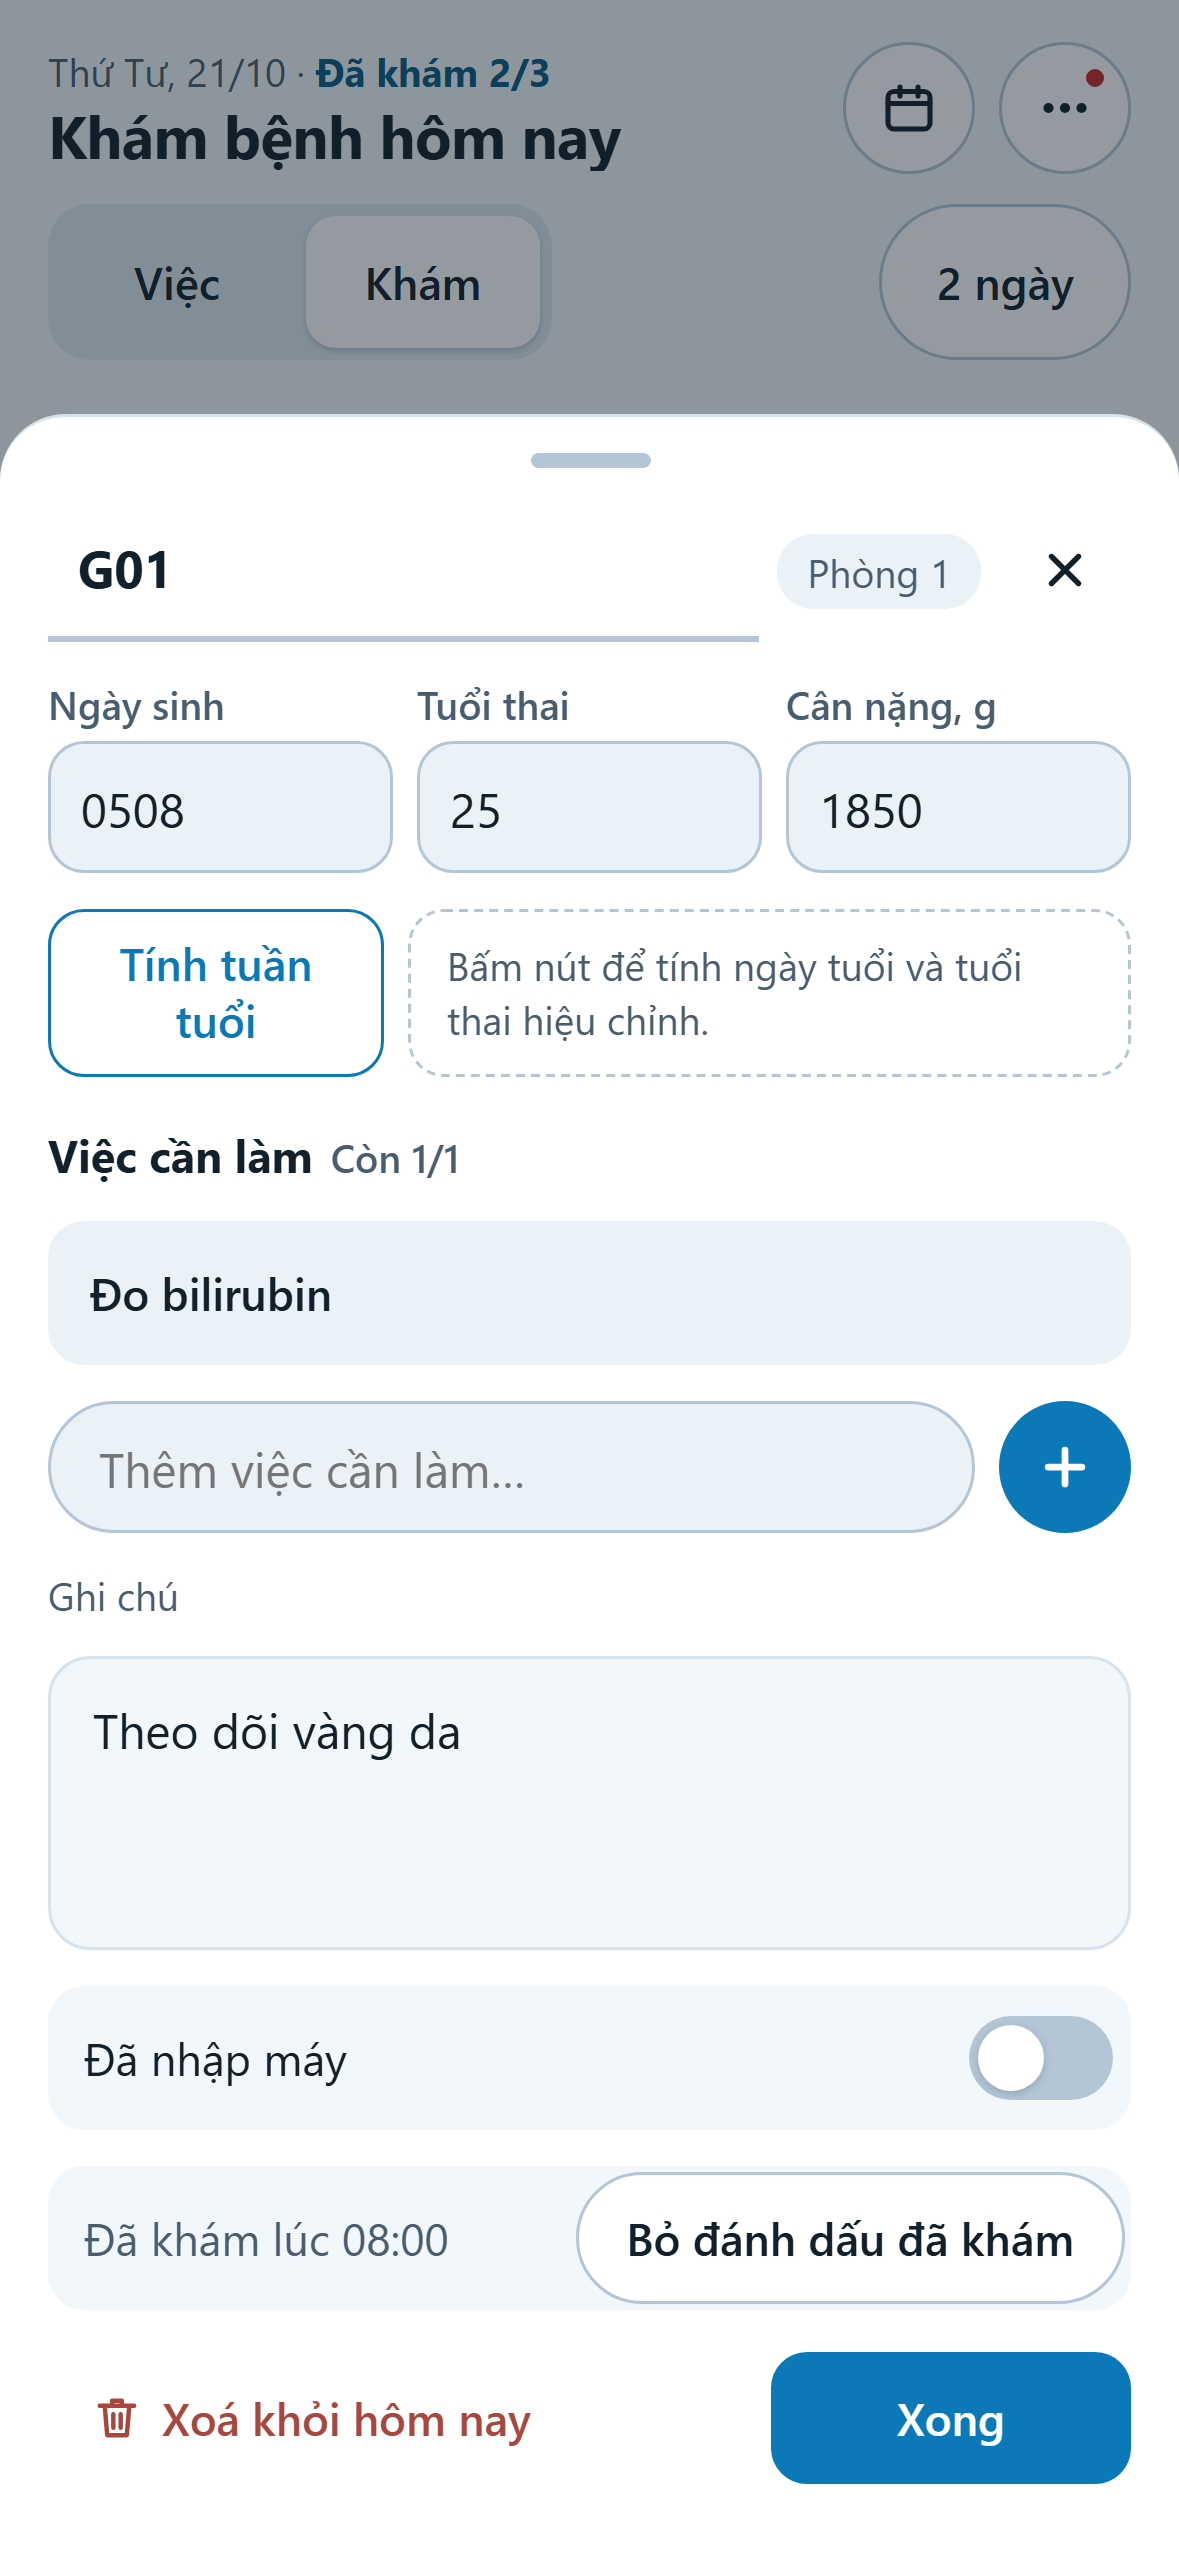 Thứ Tư, 21/10 · Đã khám 2/3
Khám bệnh hôm nay
Việc
Khám
2 ngày
G01
Phòng 1
Ngày sinh
Tuổi thai
Cân nặng, g
0508
25
1850
Tính tuần
tuổi
Bấm nút để tính ngày tuổi và tuổi
thai hiệu chỉnh.
Việc cần làm Còn 1/1
Đo bilirubin
Thêm việc cần làm...
Ghi chú
Theo dõi vàng da
Đã nhập máy
Đã khám lúc 08:00
Bỏ đánh dấu đã khám
Xoá khỏi hôm nay
Xong